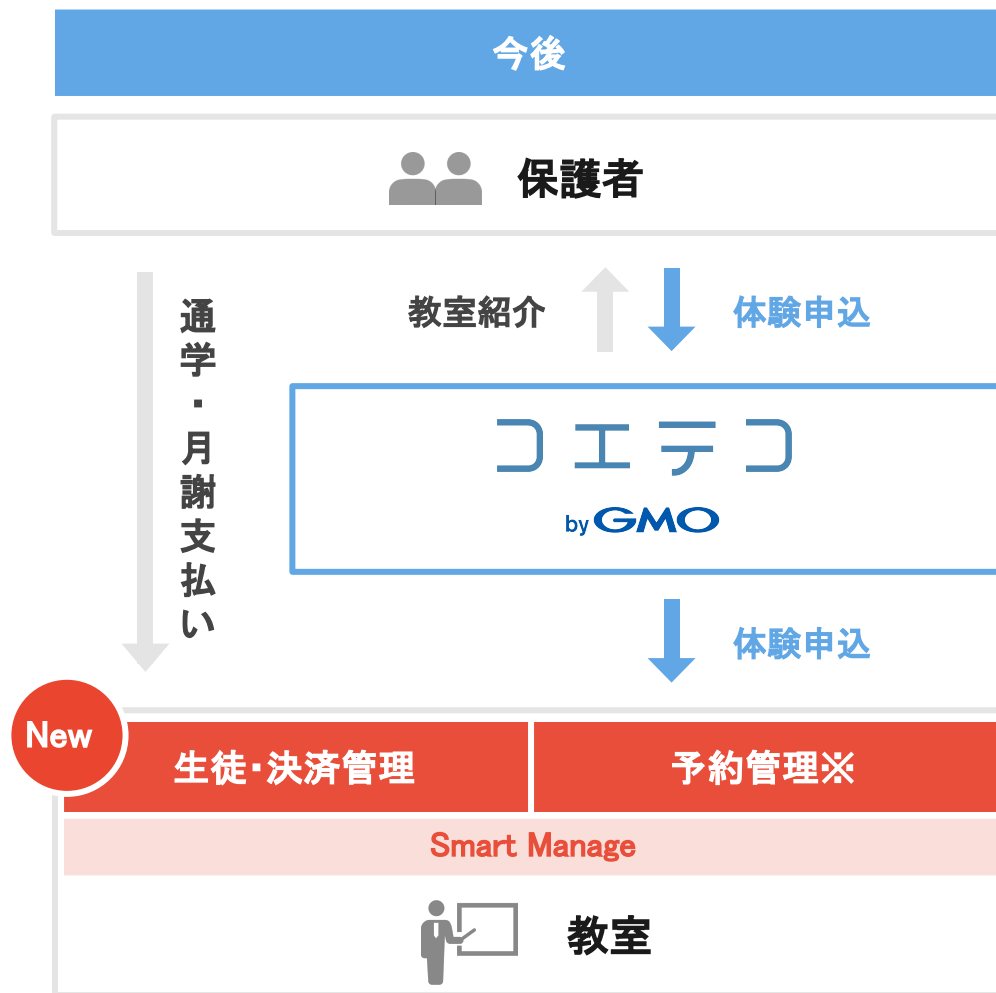 今後
保護者
通学・月謝支払い
教室紹介
体験申込
コエテコ
by GMO
体験申込
New
生徒・決済管理
予約管理※
Smart Manage
教室